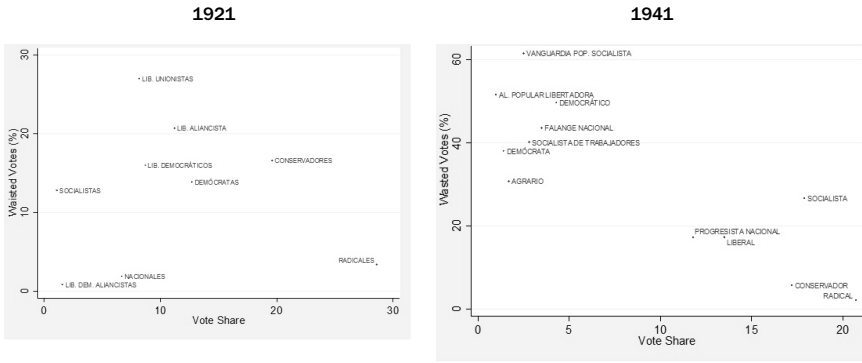 1921
30
20
10
0
Waisted Votes (%)
LIB. UNIONISTAS
LIB. ALIANCISTA
LIB. DEMOCRÁTICOS
CONSERVADORES
DEMÓCRATAS
SOCIALISTAS
RADICALES
NACIONALES
LIB. DEM. ALIANCISTAS
0
10
20
30
Vote Share
1941
60
40
20
0
Wasted Votes (%)
VANGUARDIA POP. SOCIALISTA
AL. POPULAR LIBERTADORA
DEMOCRÁTICO
FALANGE NACIONAL
SOCIALISTA DE TRABAJADORES
DEMÓCRATA
AGRARIO
SOCIALISTA
PROGRESISTA NACIONAL
LIBERAL
CONSERVADOR
RADICAL
0
5
10
15
20
Vote Share